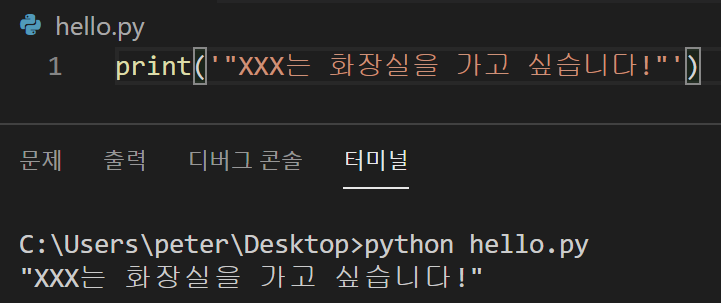 hello.py
1 print('"XXX는 화장실을 가고 싶습니다!"')
문제 출력 디버그 콘솔 터미널
C:\Users\peter\Desktop>python hello.py
"XXX는 화장실을 가고 싶습니다!"